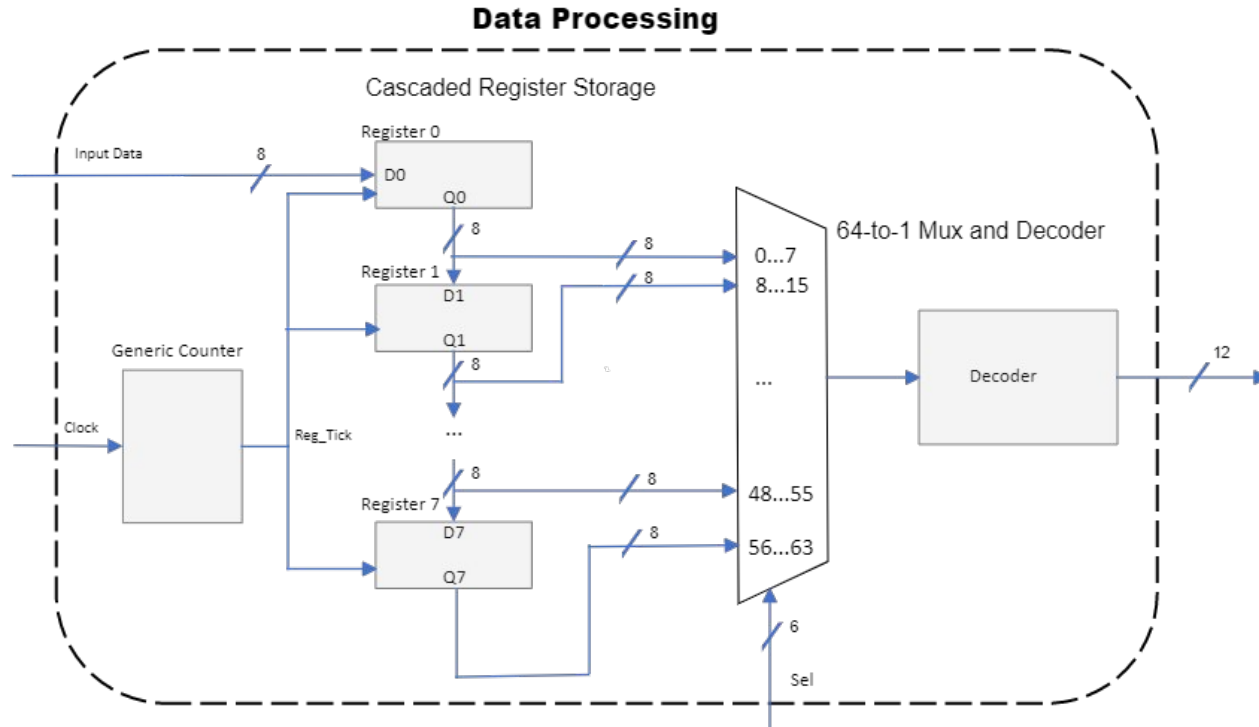 Data Processing
Cascaded Register Storage
Register 0
Input Data
8
D0
Q0
8
8
64-to-1 Mux and Decoder
0...7
Register 1
8
8...15
D1
Q1
Generic Counter
8
12
...
Decoder
Clock
Reg_Tick
...
8
8
48...55
Register 7
D7
8
56...63
Q7
6
Sel